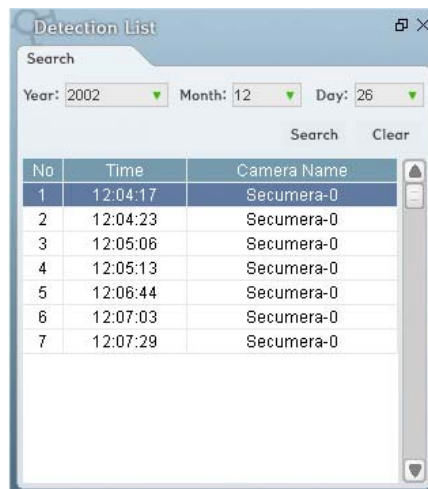 Detection List
Search
Year: 2002 Month: 12 Day: 26
Search Clear
No Time Camera Name
1 12:04:17 Secumera-0
2 12:04:23 Secumera-0
3 12:05:06 Secumera-0
4 12:05:13 Secumera-0
5 12:06:44 Secumera-0
6 12:07:03 Secumera-0
7 12:07:29 Secumera-0